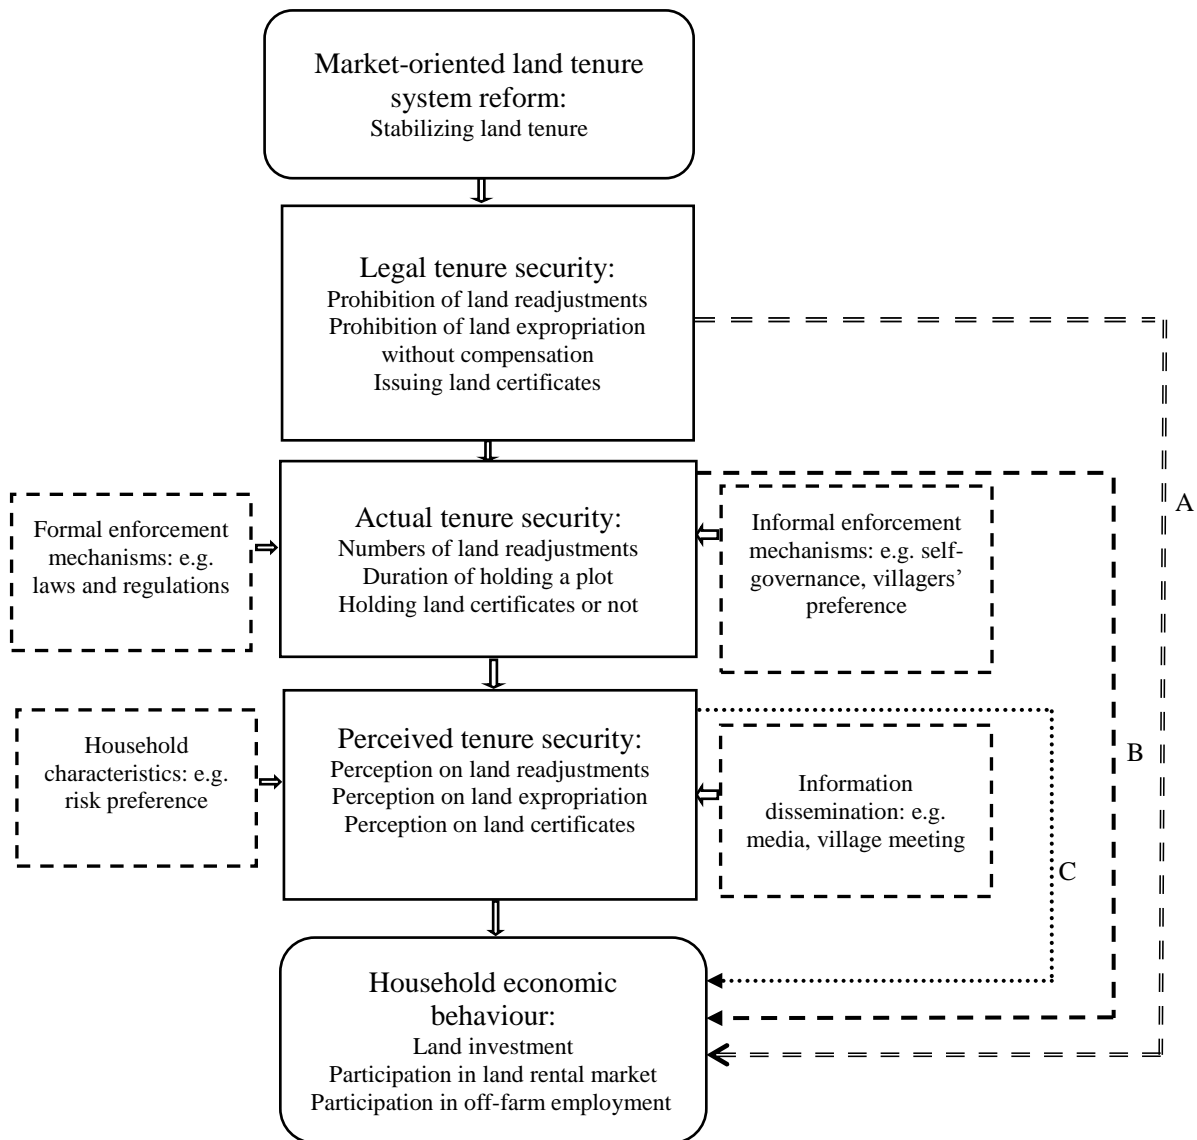 Market-oriented land tenure
system reform:
Stabilizing land tenure
Legal tenure security:
Prohibition of land readjustments
Prohibition of land expropriation
without compensation
Issuing land certificates
A
Formal enforcement
mechanisms: e.g.
laws and regulations
Actual tenure security:
Numbers of land readjustments
Duration of holding a plot
Holding land certificates or not
Informal enforcement
mechanisms: e.g. self-
governance, villagers’
preference
B
Household
characteristics: e.g.
risk preference
Perceived tenure security:
Perception on land readjustments
Perception on land expropriation
Perception on land certificates
Information
dissemination: e.g.
media, village meeting
C
Household economic
behaviour:
Land investment
Participation in land rental market
Participation in off-farm employment